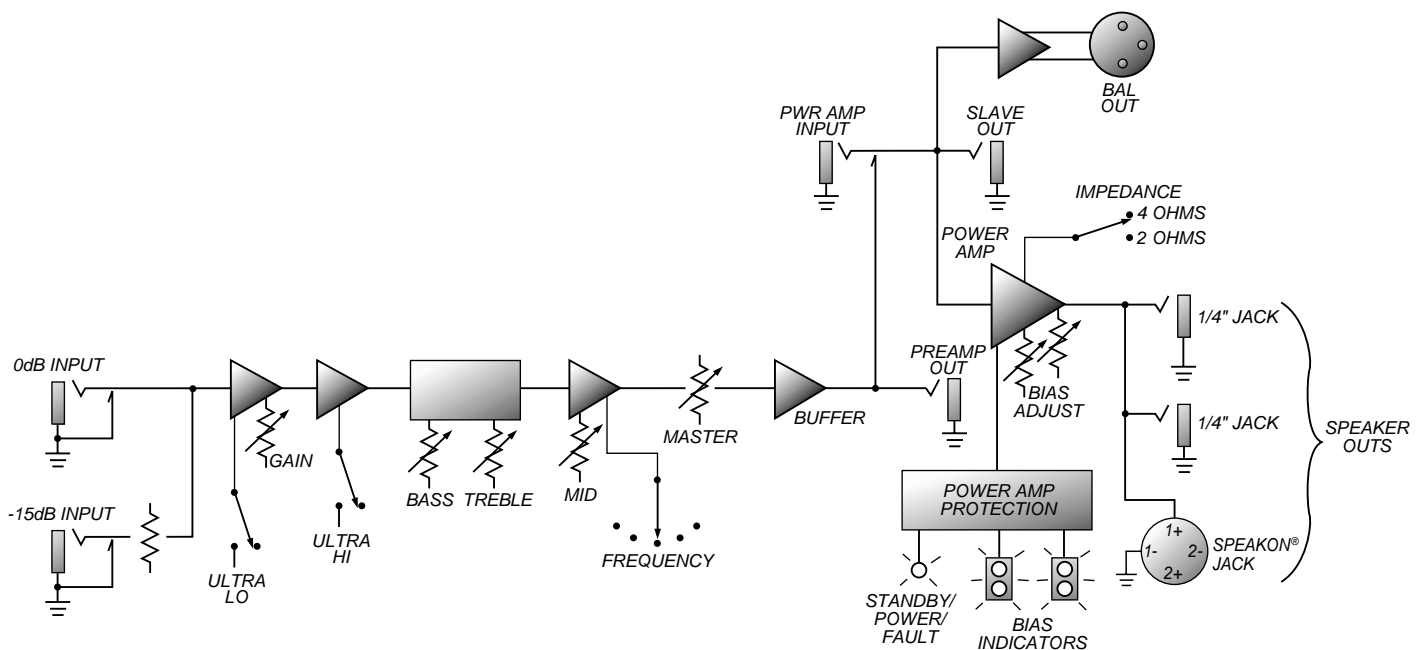 BAL
OUT
PWR AMP
INPUT
SLAVE
OUT
IMPEDANCE
4 OHMS
2 OHMS
POWER
AMP
1/4" JACK
0dB INPUT
PREAMP
OUT
BIAS
ADJUST
BUFFER
MASTER
GAIN
1/4" JACK
SPEAKER
OUTS
BASS
TREBLE
MID
POWER AMP
PROTECTION
-15dB INPUT
ULTRA
HI
FREQUENCY
ULTRA
LO
1+
1-
2-
2+
SPEAKON®
JACK
STANDBY/
POWER/
FAULT
BIAS
INDICATORS